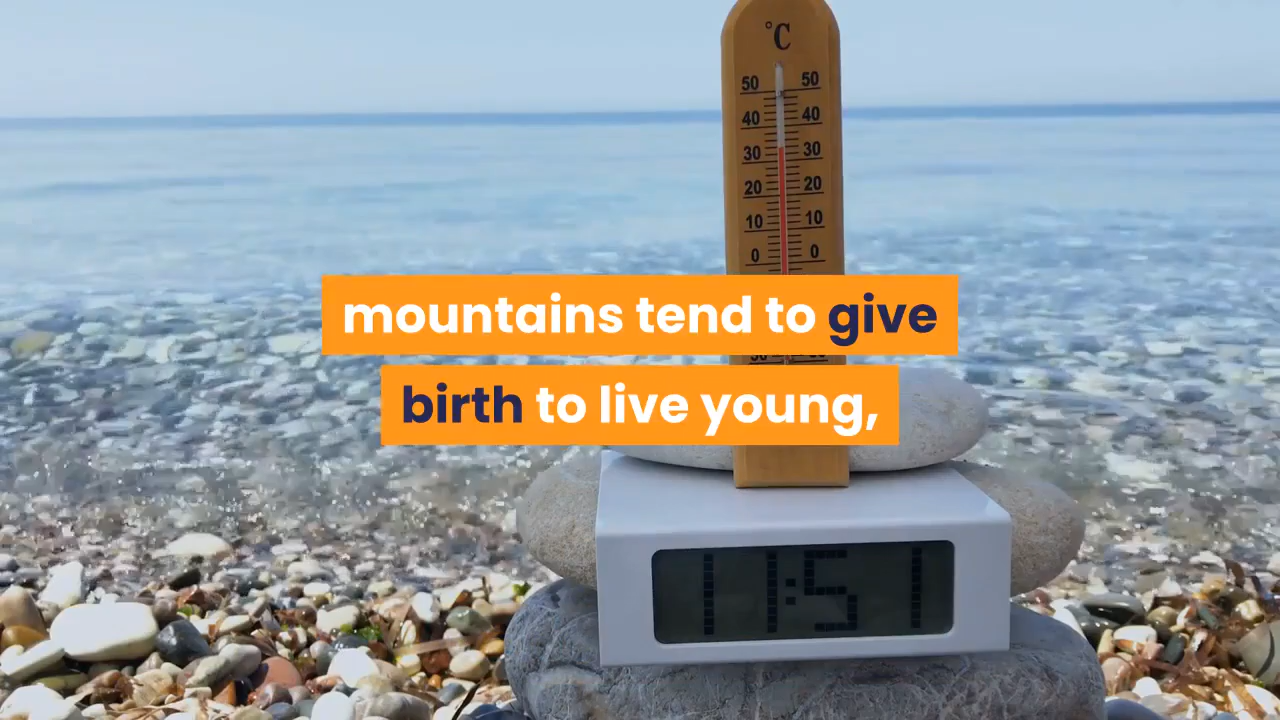 °C
50 50
40 40
30 30
20 20
10 10
0 0
mountains tend to give
birth to live young,
11:51